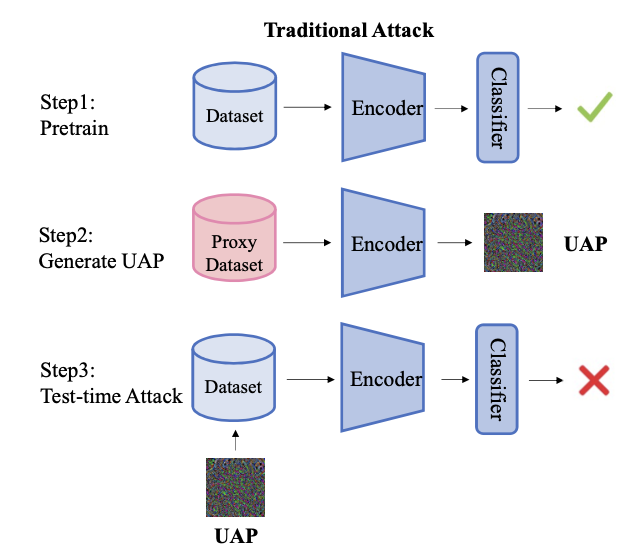 Traditional Attack
Step1:
Pretrain
Dataset
Encoder
Classifier
Step2:
Generate UAP
Proxy
Dataset
Encoder
UAP
Step3:
Test-time Attack
Dataset
Encoder
Classifier
UAP